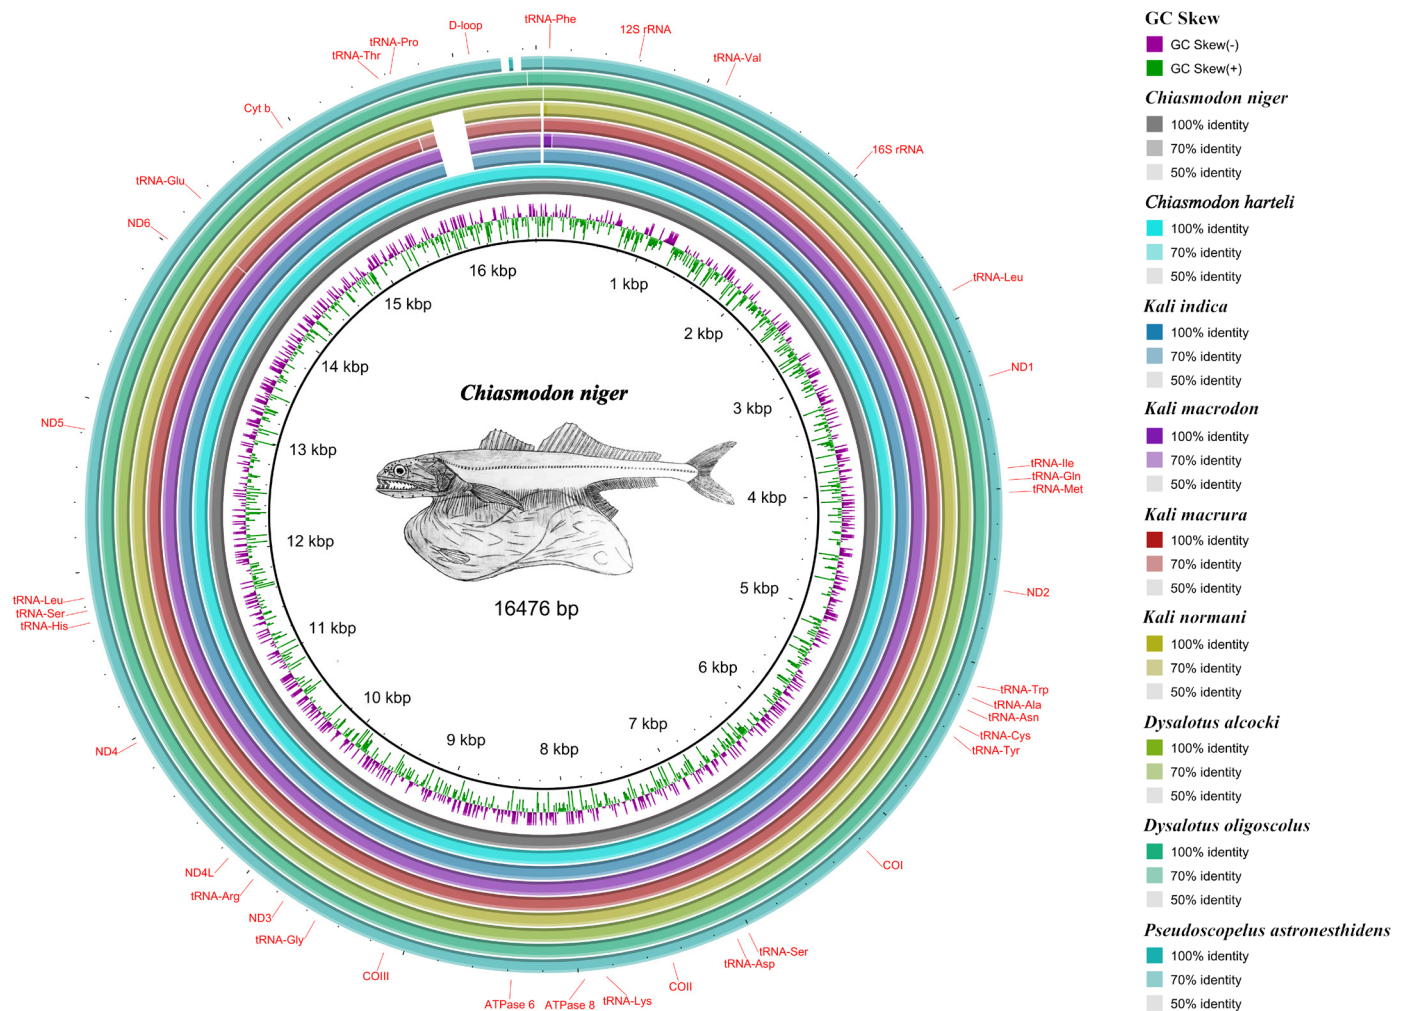 D-loop
tRNA-Phe
12S rRNA
tRNA-Pro
tRNA-Thr
tRNA-Val
Cyt b
16S rRNA
tRNA-Glu
ND6
tRNA-Leu
ND1
ND5
tRNA-Ile
tRNA-Gln
tRNA-Met
ND2
tRNA-Leu
tRNA-Ser
tRNA-His
tRNA-Trp
tRNA-Ala
tRNA-Asn
tRNA-Cys
tRNA-Tyr
ND4
COI
ND4L
tRNA-Arg
ND3
tRNA-Gly
tRNA-Ser
tRNA-Asp
COIII
COII
ATPase 6
ATPase 8
tRNA-Lys
16 kbp
1 kbp
15 kbp
2 kbp
14 kbp
3 kbp
13 kbp
4 kbp
12 kbp
5 kbp
11 kbp
6 kbp
10 kbp
7 kbp
9 kbp
8 kbp
Chiasmodon niger
16476 bp
GC Skew
GC Skew(-)
GC Skew(+)
Chiasmodon niger
100% identity
70% identity
50% identity
Chiasmodon harteli
100% identity
70% identity
50% identity
Kali indica
100% identity
70% identity
50% identity
Kali macrodon
100% identity
70% identity
50% identity
Kali macrura
100% identity
70% identity
50% identity
Kali normani
100% identity
70% identity
50% identity
Dysalotus alcocki
100% identity
70% identity
50% identity
Dysalotus oligoscolus
100% identity
70% identity
50% identity
Pseudoscopelus astronesthidens
100% identity
70% identity
50% identity